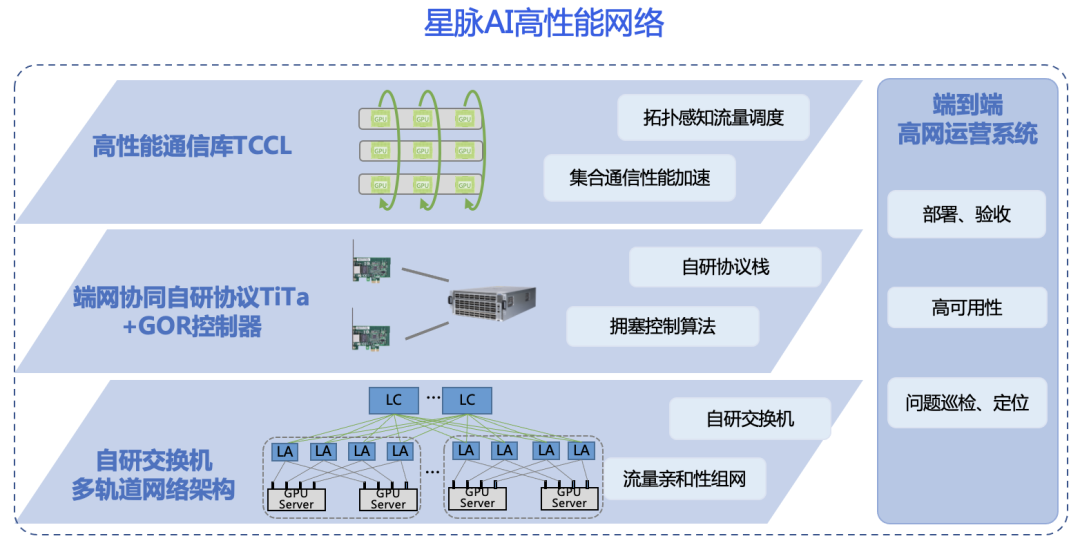 星脉AI高性能网络
高性能通信库TCCL
GPU GPU GPU
GPU GPU GPU
GPU GPU GPU
拓扑感知流量调度
集合通信性能加速
端网协同自研协议TiTa
+GOR控制器
自研协议栈
拥塞控制算法
自研交换机
多轨道网络架构
LC ··· LC
LA LA LA LA ··· LA LA LA LA
GPU
Server
GPU
Server
GPU
Server
GPU
Server
自研交换机
流量亲和性组网
端到端
高网运营系统
部署、验收
高可用性
问题巡检、定位